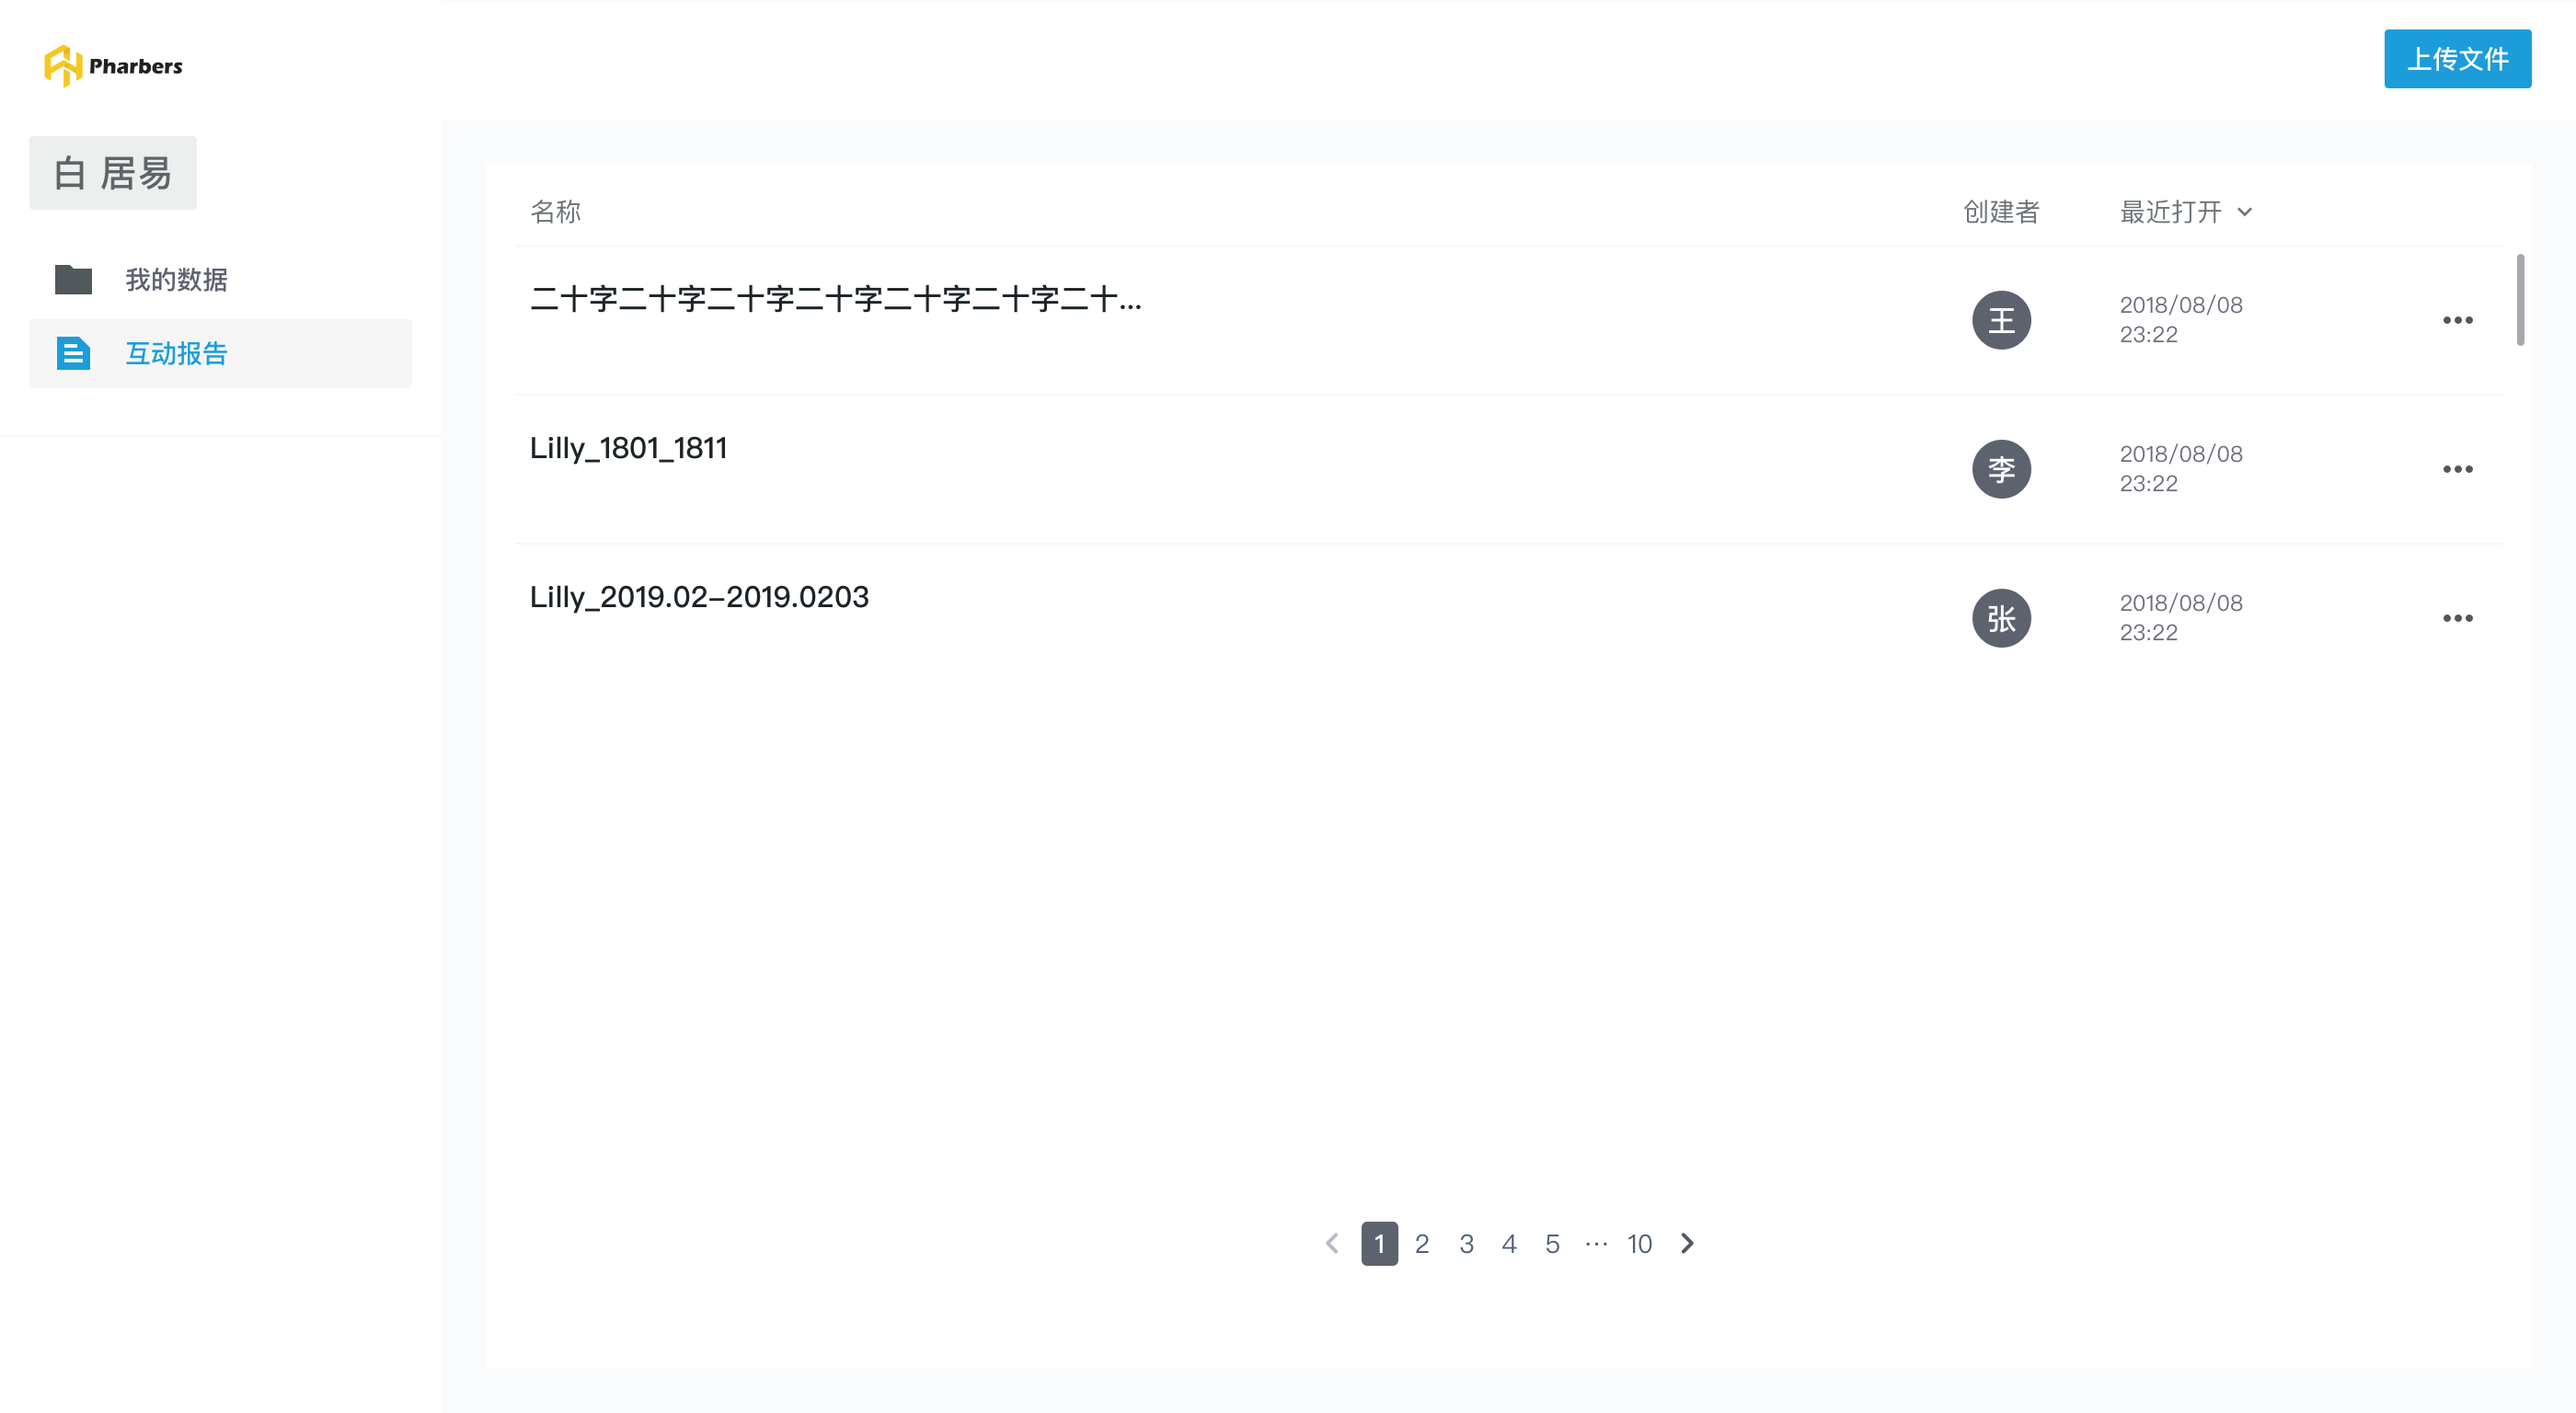 Pharbers
上传文件
白 居易
我的数据
互动报告
名称 创建者 最近打开
二十字二十字二十字二十字二十字二十字二十...
王
2018/08/08
23:22
Lilly_1801_1811
李
2018/08/08
23:22
Lilly_2019.02-2019.0203
张
2018/08/08
23:22
1 2 3 4 5 ··· 10